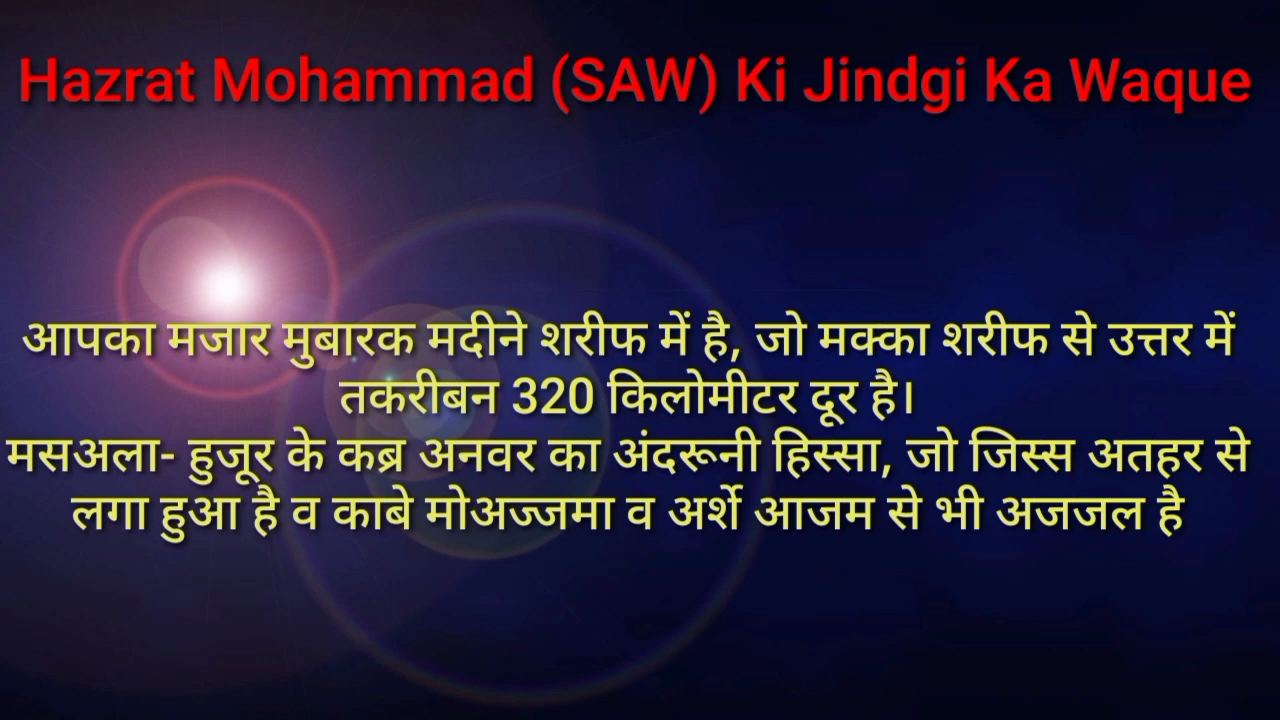 Hazrat Mohammad (SAW) Ki Jindgi Ka Waque
आपका मजार मुबारक मदीने शरीफ में है, जो मक्का शरीफ से उत्तर में
तकरीबन 320 किलोमीटर दूर है।
मसअला- हुजूर के कब्र अनवर का अंदरूनी हिस्सा, जो जिस्स अतहर से
लगा हुआ है व काबे मोअज्जमा व अर्शे आजम से भी अजजल है